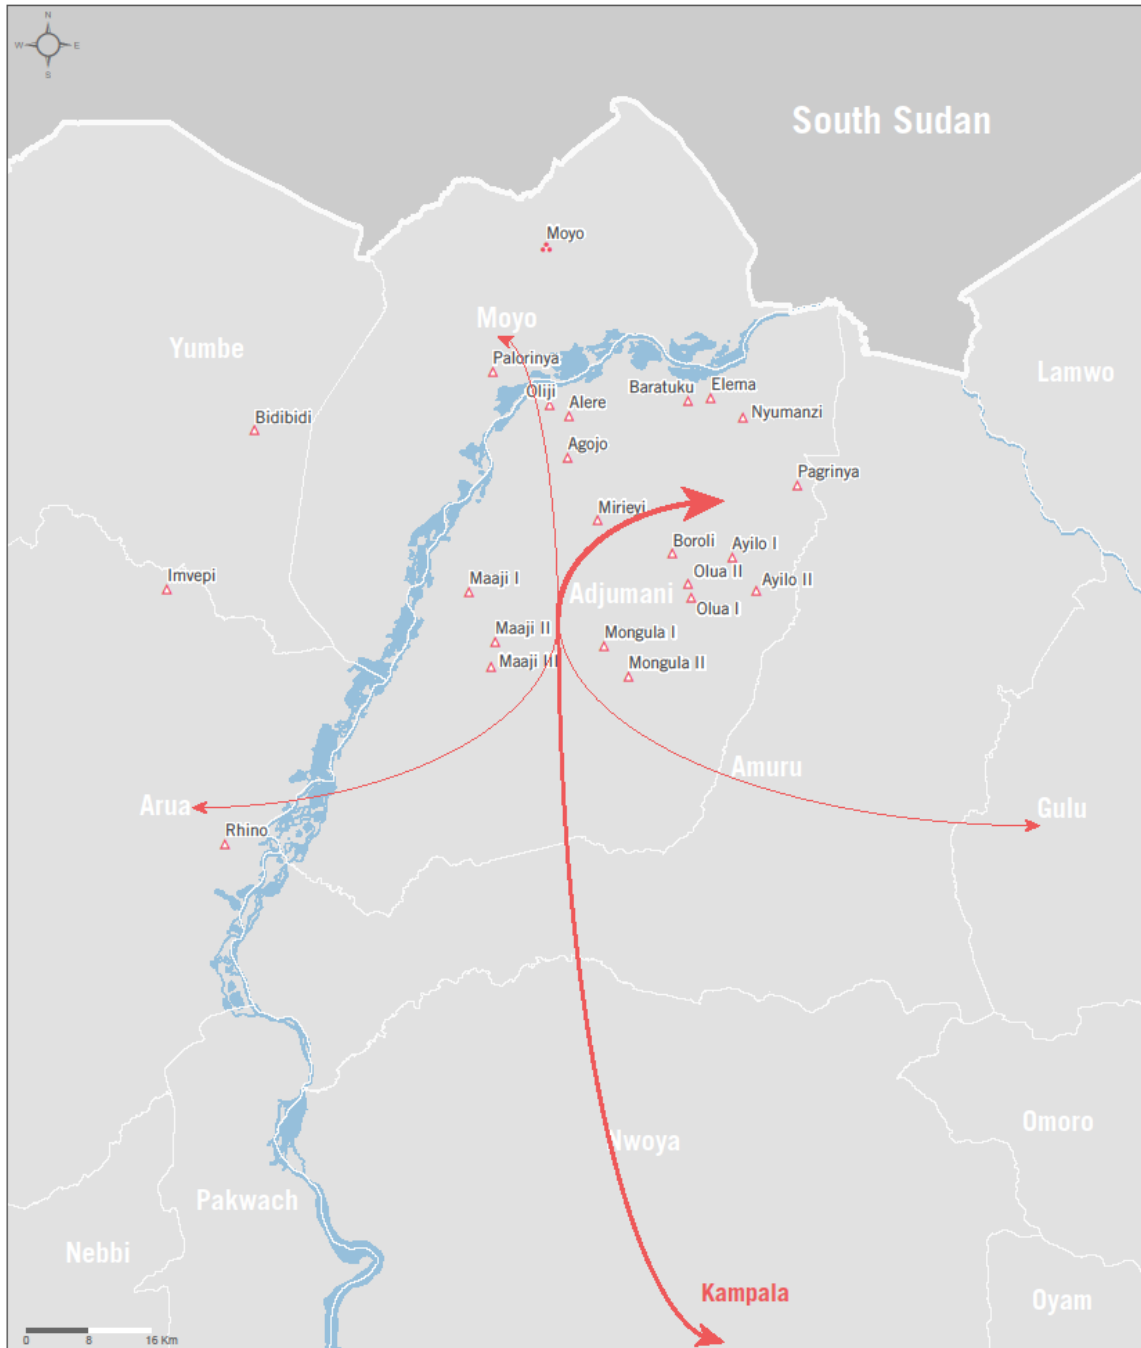 N
W E
S
South Sudan
Moyo
Moyo
Yumbe
Lamwo
Palorinya
Oliji
Alere
Baratuku
Elema
Nyumanzi
Bidibidi
Agojo
Pagrinya
Mirieyi
Boroli
Ayilo I
Imvepi
Maaji I
Adjumani
Olua II
Ayilo II
Olua I
Maaji II
Mongula I
Maaji III
Mongula II
Amuru
Arua
Gulu
Rhino
Omoro
Nwoya
Pakwach
Nebbi
Kampala
Oyam
0 8 16 Km